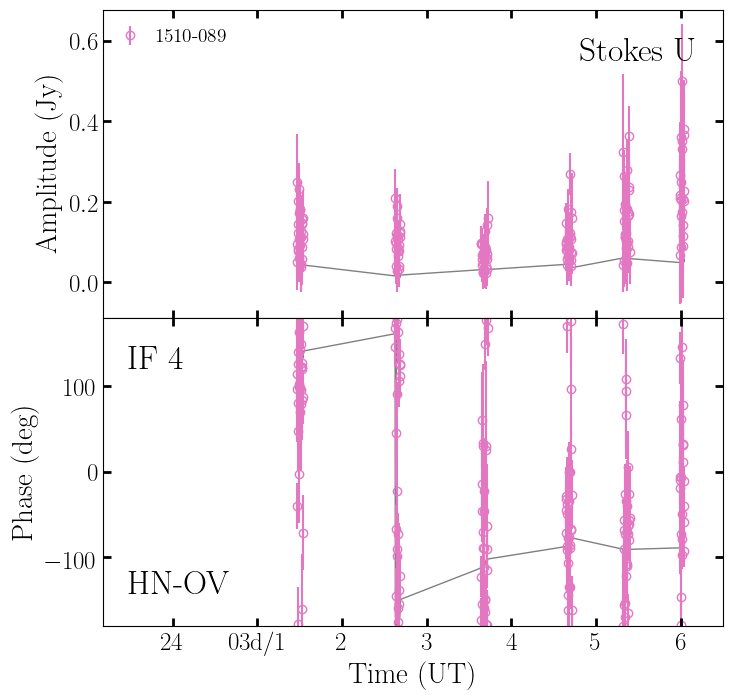 1510-089
Stokes U
Amplitude (Jy)
0.6
0.4
0.2
0.0
IF 4
HN-OV
Phase (deg)
100
0
−100
24 03d/1 2 3 4 5 6
Time (UT)